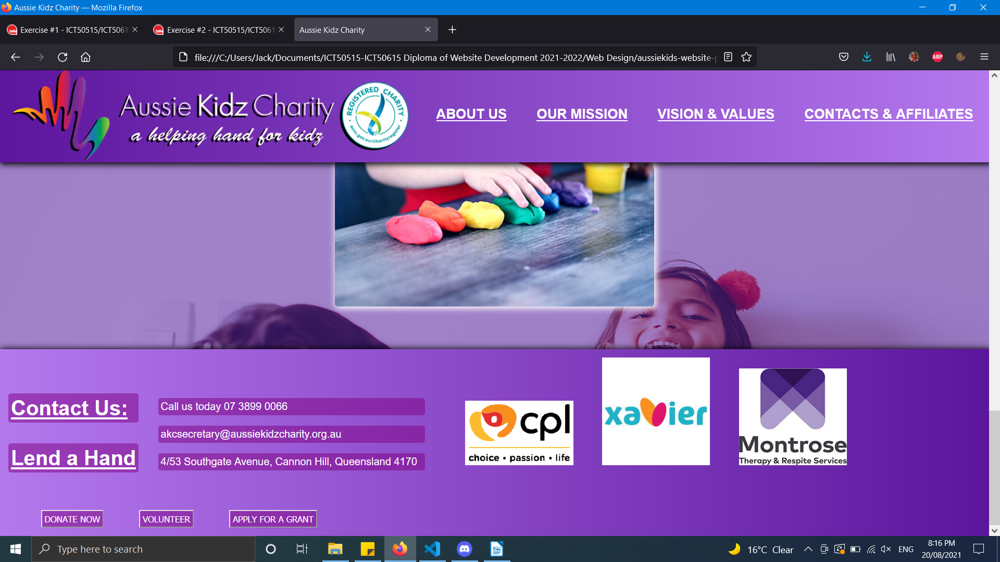 Aussie Kidz Charity — Mozilla Firefox
Exercise #1 - ICT50515/ICT5061
Exercise #2 - ICT50515/ICT5061
Aussie Kidz Charity
file:///C:/Users/Jack/Documents/ICT50515-ICT50615 Diploma of Website Development 2021-2022/Web Design/aussiekids-website-p
ABP
Aussie Kidz Charity
a helping hand for kidz
REGISTERED CHARITY
acnc.gov.au/charityregister
ABOUT US
OUR MISSION
VISION & VALUES
CONTACTS & AFFILIATES
Contact Us:
Lend a Hand
Call us today 07 3899 0066
akcsecretary@aussiekidzcharity.org.au
4/53 Southgate Avenue, Cannon Hill, Queensland 4170
cpl
choice • passion • life
xavier
Montrose
Therapy & Respite Services
DONATE NOW
VOLUNTEER
APPLY FOR A GRANT
Type here to search
16°C Clear
ENG
8:16 PM
20/08/2021